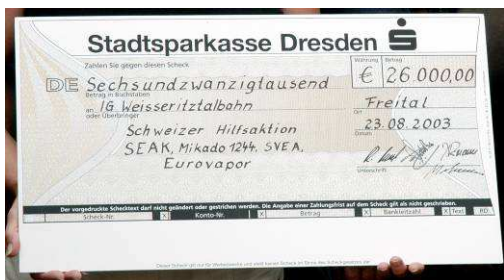 Stadtsparkasse Dresden
Zahlen Sie gegen diesen Scheck
Währung Betrag
DE Sechsundzwanzigtausend € 26.000,00
Betrag in Buchstaben
an IG Weisseritztalbahn Freital
oder Überbringer Ort
Schweizer Hilfsaktion 23.08.2003
Datum
SEAK, Mikado 1244, SVEA,
Eurovapor
Unterschrift
Der vorgedruckte Schecktext darf nicht geändert oder gestrichen werden. Die Angabe einer Zahlungsfrist auf dem Scheck gilt als nicht geschrieben.
Scheck-Nr. X Konto-Nr. X Betrag X Bankleitzahl X Text